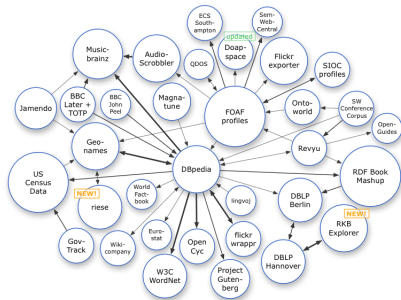 ECS
South-
ampton
Sem-
Web-
Central
updated
Doap-
space
Flickr
exporter
Music-
brainz
Audio-
Scrobbler
QDOS
SIOC
profiles
BBC
Later +
TOTP
BBC
John
Peel
Magna-
tune
Jamendo
FOAF
profiles
Onto-
world
SW
Conference
Corpus
Open-
Guides
Geo-
names
Revyu
DBpedia
US
Census
Data
NEW!
riese
World
Fact-
book
lingvoj
DBLP
Berlin
RDF Book
Mashup
NEW!
RKB
Explorer
Gov-
Track
Wiki-
company
Euro-
stat
Open
Cyc
flickr
wrappr
W3C
WordNet
Project
Guten-
berg
DBLP
Hannover